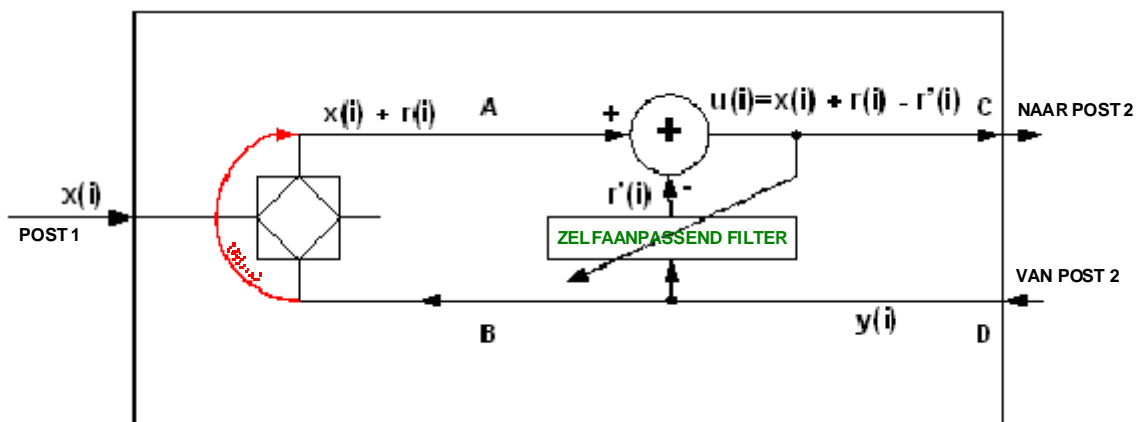 x(i) + r(i)
A
+
+
u(i)=x(i) + r(i) - r'(i)
C
NAAR POST 2
x(i)
POST 1
r'(i)
-
ZELFAANPASSEND FILTER
VAN POST 2
B
y(i)
D